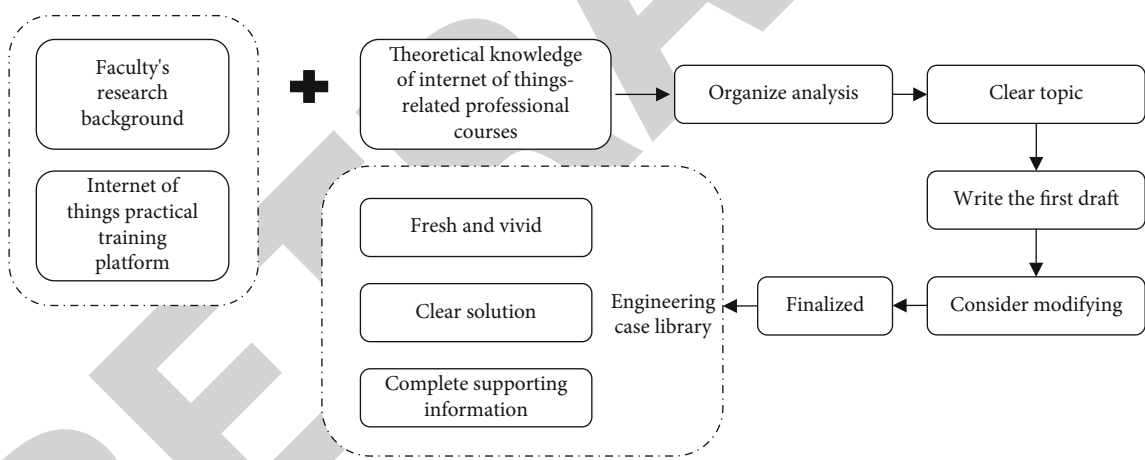 Faculty's
research
background
Internet of
things practical
training
platform
Theoretical knowledge
of internet of things-
related professional
courses
Organize analysis
Clear topic
Write the first draft
Consider modifying
Finalized
Engineering
case library
Fresh and vivid
Clear solution
Complete supporting
information